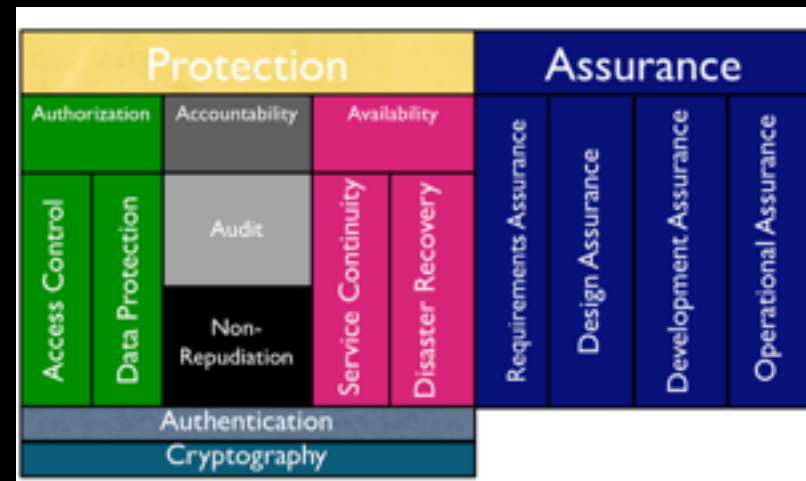 Protection
Assurance
Authorization
Accountability
Availability
Access Control
Data Protection
Audit
Non-
Repudiation
Service Continuity
Disaster Recovery
Requirements Assurance
Design Assurance
Development Assurance
Operational Assurance
Authentication
Cryptography